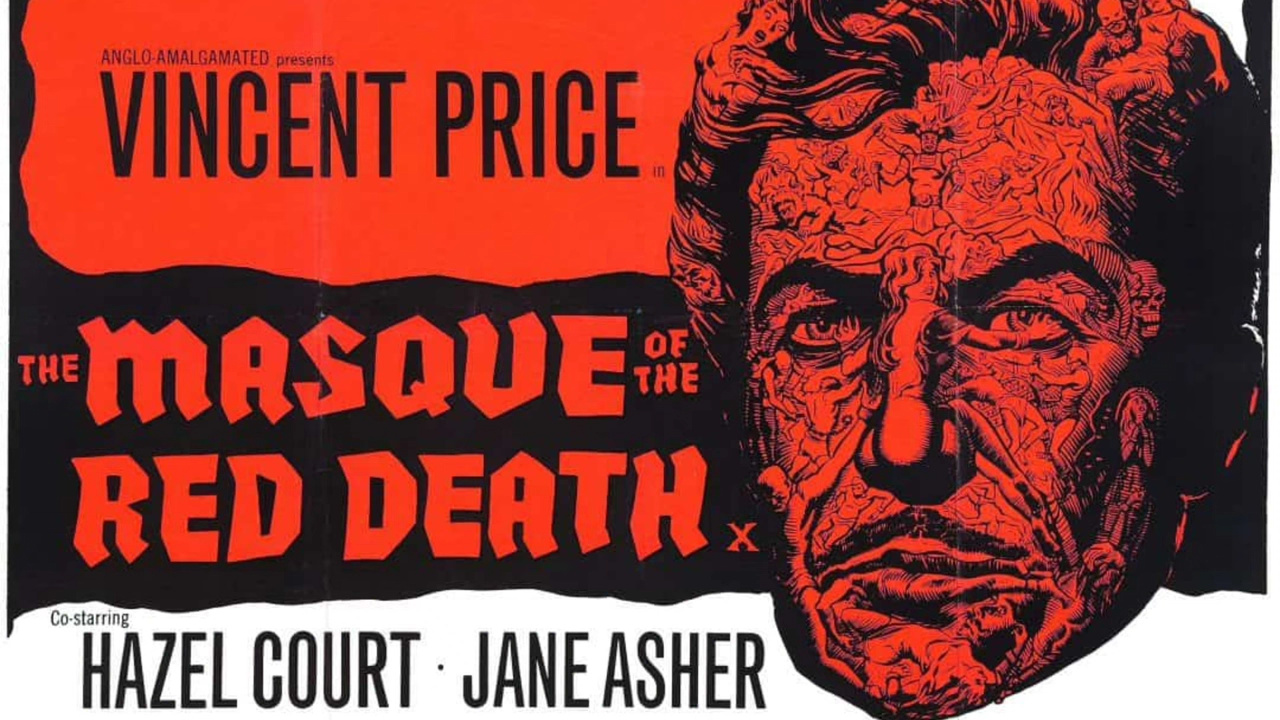 ANGLO-AMALGAMATED presents
VINCENT PRICE in
THE MASQUE OF THE
RED DEATH X
Co-starring
HAZEL COURT · JANE ASHER